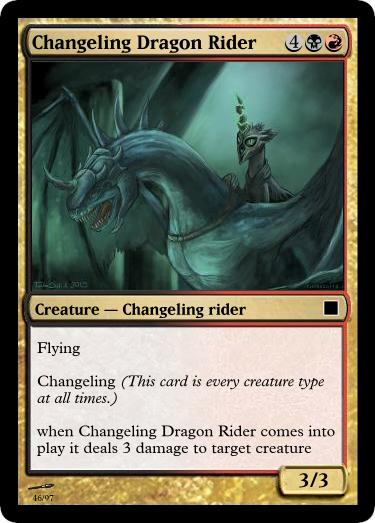 Changeling Dragon Rider 4
Creature — Changeling rider
Flying
Changeling (This card is every creature type
at all times.)
when Changeling Dragon Rider comes into
play it deals 3 damage to target creature
3/3
46/97